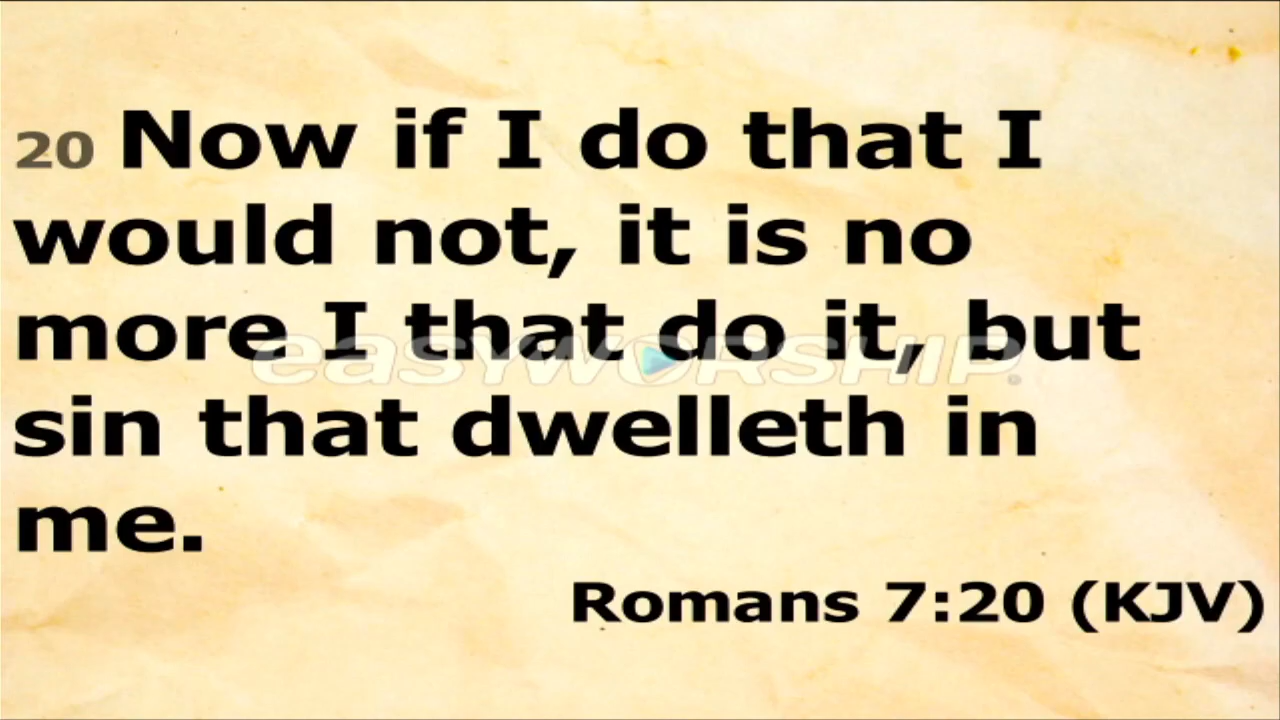 20 Now if I do that I
would not, it is no
more I that do it, but
easyworship®
sin that dwelleth in
me.
Romans 7:20 (KJV)